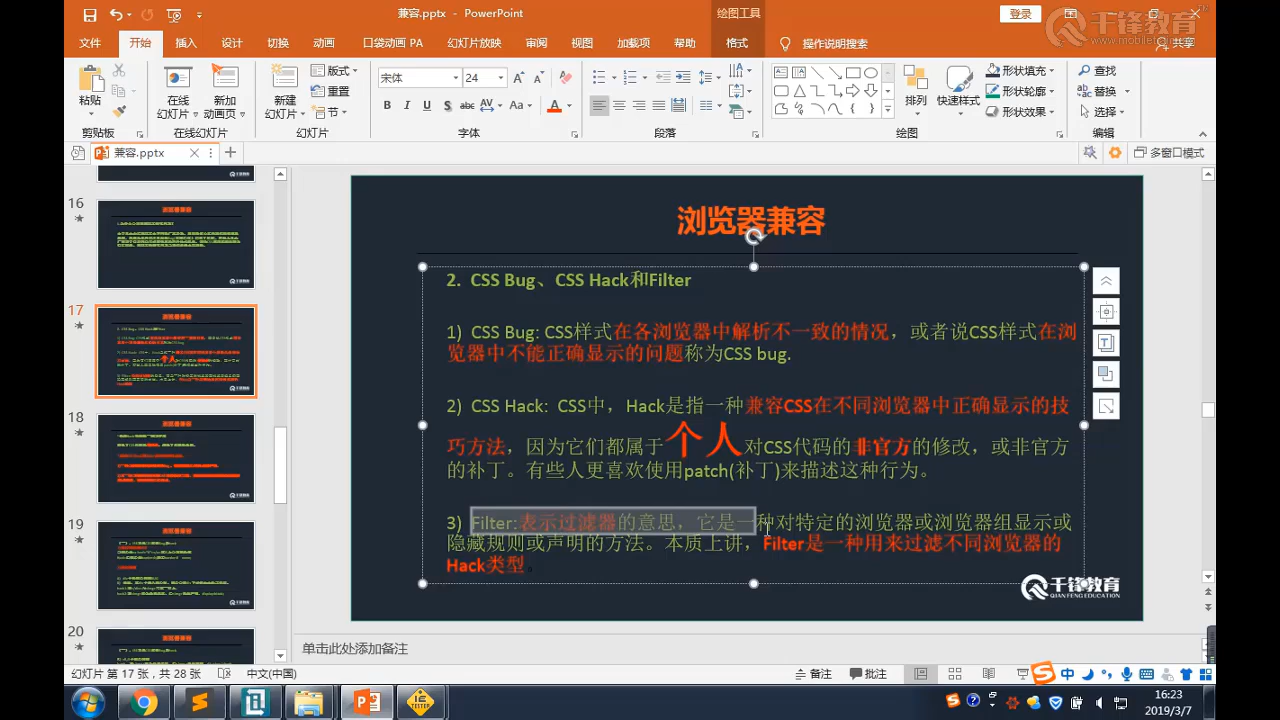 兼容.pptx - PowerPoint
绘图工具
登录
千锋教育
www.mobiletrain.org
文件
开始
插入
设计
切换
动画
口袋动画 PA
幻灯片放映
审阅
视图
加载项
帮助
格式
操作说明搜索
共享
粘贴
在线
幻灯片
新加
动画页
新建
幻灯片
版式
重置
节
宋体
24
B I U S abc AV Aa A
排列
快速样式
形状填充
形状轮廓
形状效果
查找
替换
选择
剪贴板
在线幻灯片
幻灯片
字体
段落
绘图
编辑
兼容.pptx
多窗口模式
16
17
18
19
20
浏览器兼容
2. CSS Bug、CSS Hack和Filter
1) CSS Bug: CSS样式在各浏览器中解析不一致的情况，或者说CSS样式在浏
览器中不能正确显示的问题称为CSS bug.
2) CSS Hack: CSS中，Hack是指一种兼容CSS在不同浏览器中正确显示的技
巧方法，因为它们都属于个人对CSS代码的非官方的修改，或非官方
的补丁。有些人更喜欢使用patch(补丁)来描述这种行为。
3) Filter:表示过滤器的意思，它是一种对特定的浏览器或浏览器组显示或
隐藏规则或声明的方法。本质上讲，Filter是一种用来过滤不同浏览器的
Hack类型。
千锋教育
QIAN FENG EDUCATION
单击此处添加备注
幻灯片 第 17 张，共 28 张
中文(中国)
备注
批注
中
16:23
2019/3/7